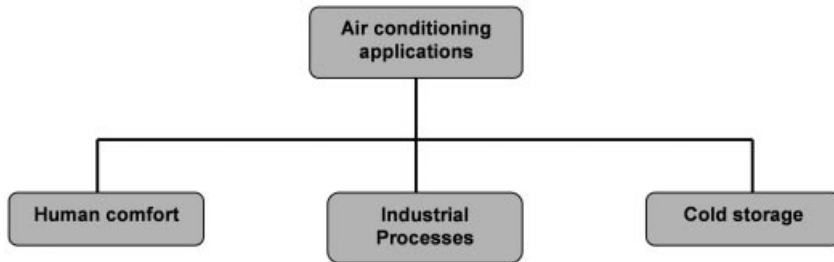 Air conditioning
applications
Human comfort
Industrial
Processes
Cold storage